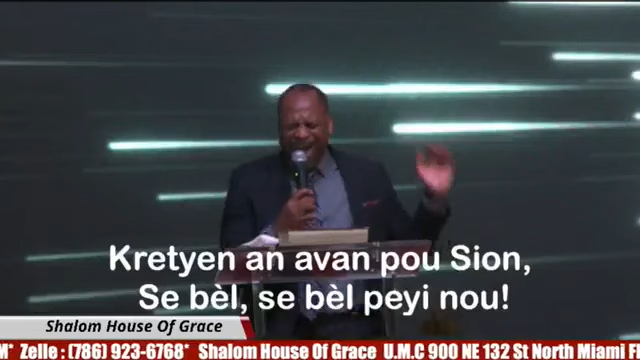 Kretyen an avan pou Sion,
Se bèl, se bèl peyi nou!
Shalom House Of Grace
Zelle : (786) 923-6768* Shalom House Of Grace U.M.C 900 NE 132 St North Miami